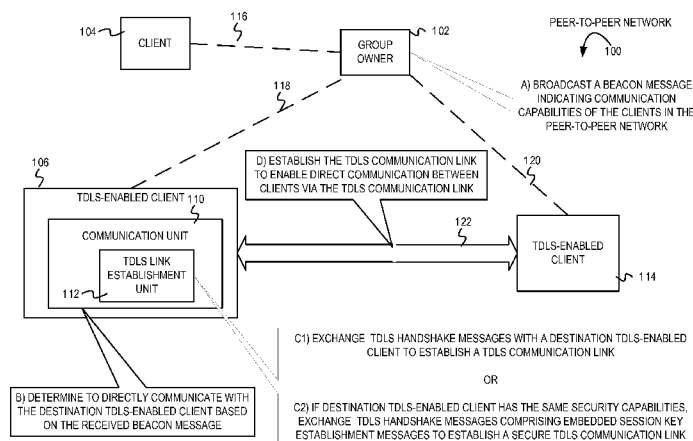 116
102
PEER-TO-PEER NETWORK
104
CLIENT
GROUP
OWNER
100
A) BROADCAST A BEACON MESSAGE
INDICATING COMMUNICATION
CAPABILITIES OF THE CLIENTS IN THE
PEER-TO-PEER NETWORK
118
D) ESTABLISH THE TDLS COMMUNICATION LINK
TO ENABLE DIRECT COMMUNICATION BETWEEN
CLIENTS VIA THE TDLS COMMUNICATION LINK
120
106
TDLS-ENABLED CLIENT
110
COMMUNICATION UNIT
TDLS LINK
ESTABLISHMENT
UNIT
112
122
TDLS-ENABLED
CLIENT
114
C1) EXCHANGE TDLS HANDSHAKE MESSAGES WITH A DESTINATION TDLS-ENABLED
CLIENT TO ESTABLISH A TDLS COMMUNICATION LINK
OR
C2) IF DESTINATION TDLS-ENABLED CLIENT HAS THE SAME SECURITY CAPABILITIES,
EXCHANGE TDLS HANDSHAKE MESSAGES COMPRISING EMBEDDED SESSION KEY
ESTABLISHMENT MESSAGES TO ESTABLISH A SECURE TDLS COMMUNICATION LINK
B) DETERMINE TO DIRECTLY COMMUNICATE WITH
THE DESTINATION TDLS-ENABLED CLIENT BASED
ON THE RECEIVED BEACON MESSAGE